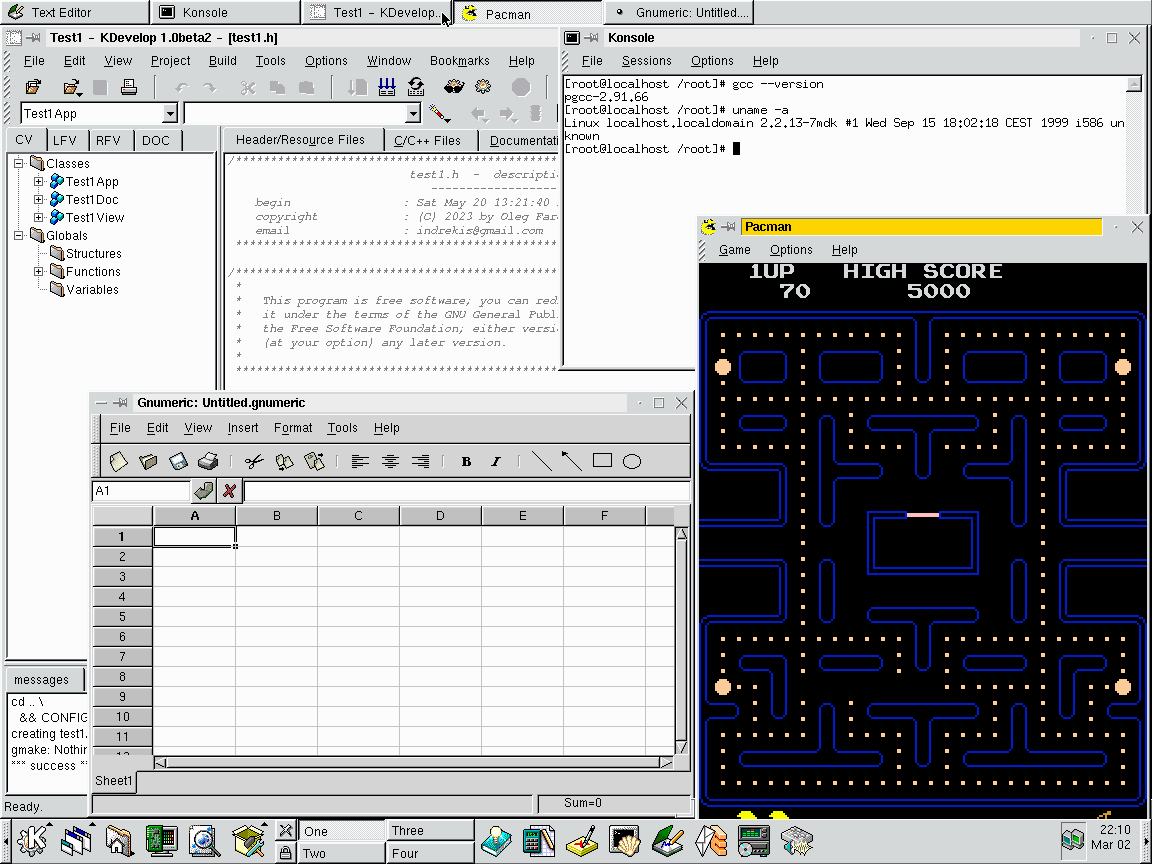 Text Editor
Konsole
Test1 - KDevelop..
Pacman
Gnumeric: Untitled....
Test1 - KDevelop 1.0beta2 - [test1.h]
File Edit View Project Build Tools Options Window Bookmarks Help
Test1App
CV LFV RFV DOC
Classes
Test1App
Test1Doc
Test1View
Globals
Structures
Functions
Variables
Header/Resource Files C/C++ Files Documentati
/************************************************
test1.h - descriptio
-------------------
begin : Sat May 20 13:21:40
copyright : (C) 2023 by Oleg Far
email : indrekis@gmail.com
************************************************
/************************************************
*
* This program is free software; you can red
* it under the terms of the GNU General Publ
* the Free Software Foundation; either versi
* (at your option) any later version.
*
************************************************
messages
cd .. \
&& CONFIG
creating test1.
gmake: Nothin
*** success *
Ready.
Konsole
File Sessions Options Help
[root@localhost /root]# gcc --version
pgcc-2.91.66
[root@localhost /root]# uname -a
Linux localhost.localdomain 2.2.13-7mdk #1 Wed Sep 15 18:02:18 CEST 1999 i586 un
known
[root@localhost /root]#
Pacman
Game Options Help
1UP HIGH SCORE
70 5000
Gnumeric: Untitled.gnumeric
File Edit View Insert Format Tools Help
B I
A1
A B C D E F
1
2
3
4
5
6
7
8
9
10
11
12
Sheet1
Sum=0
One Three
Two Four
22:10
Mar 02